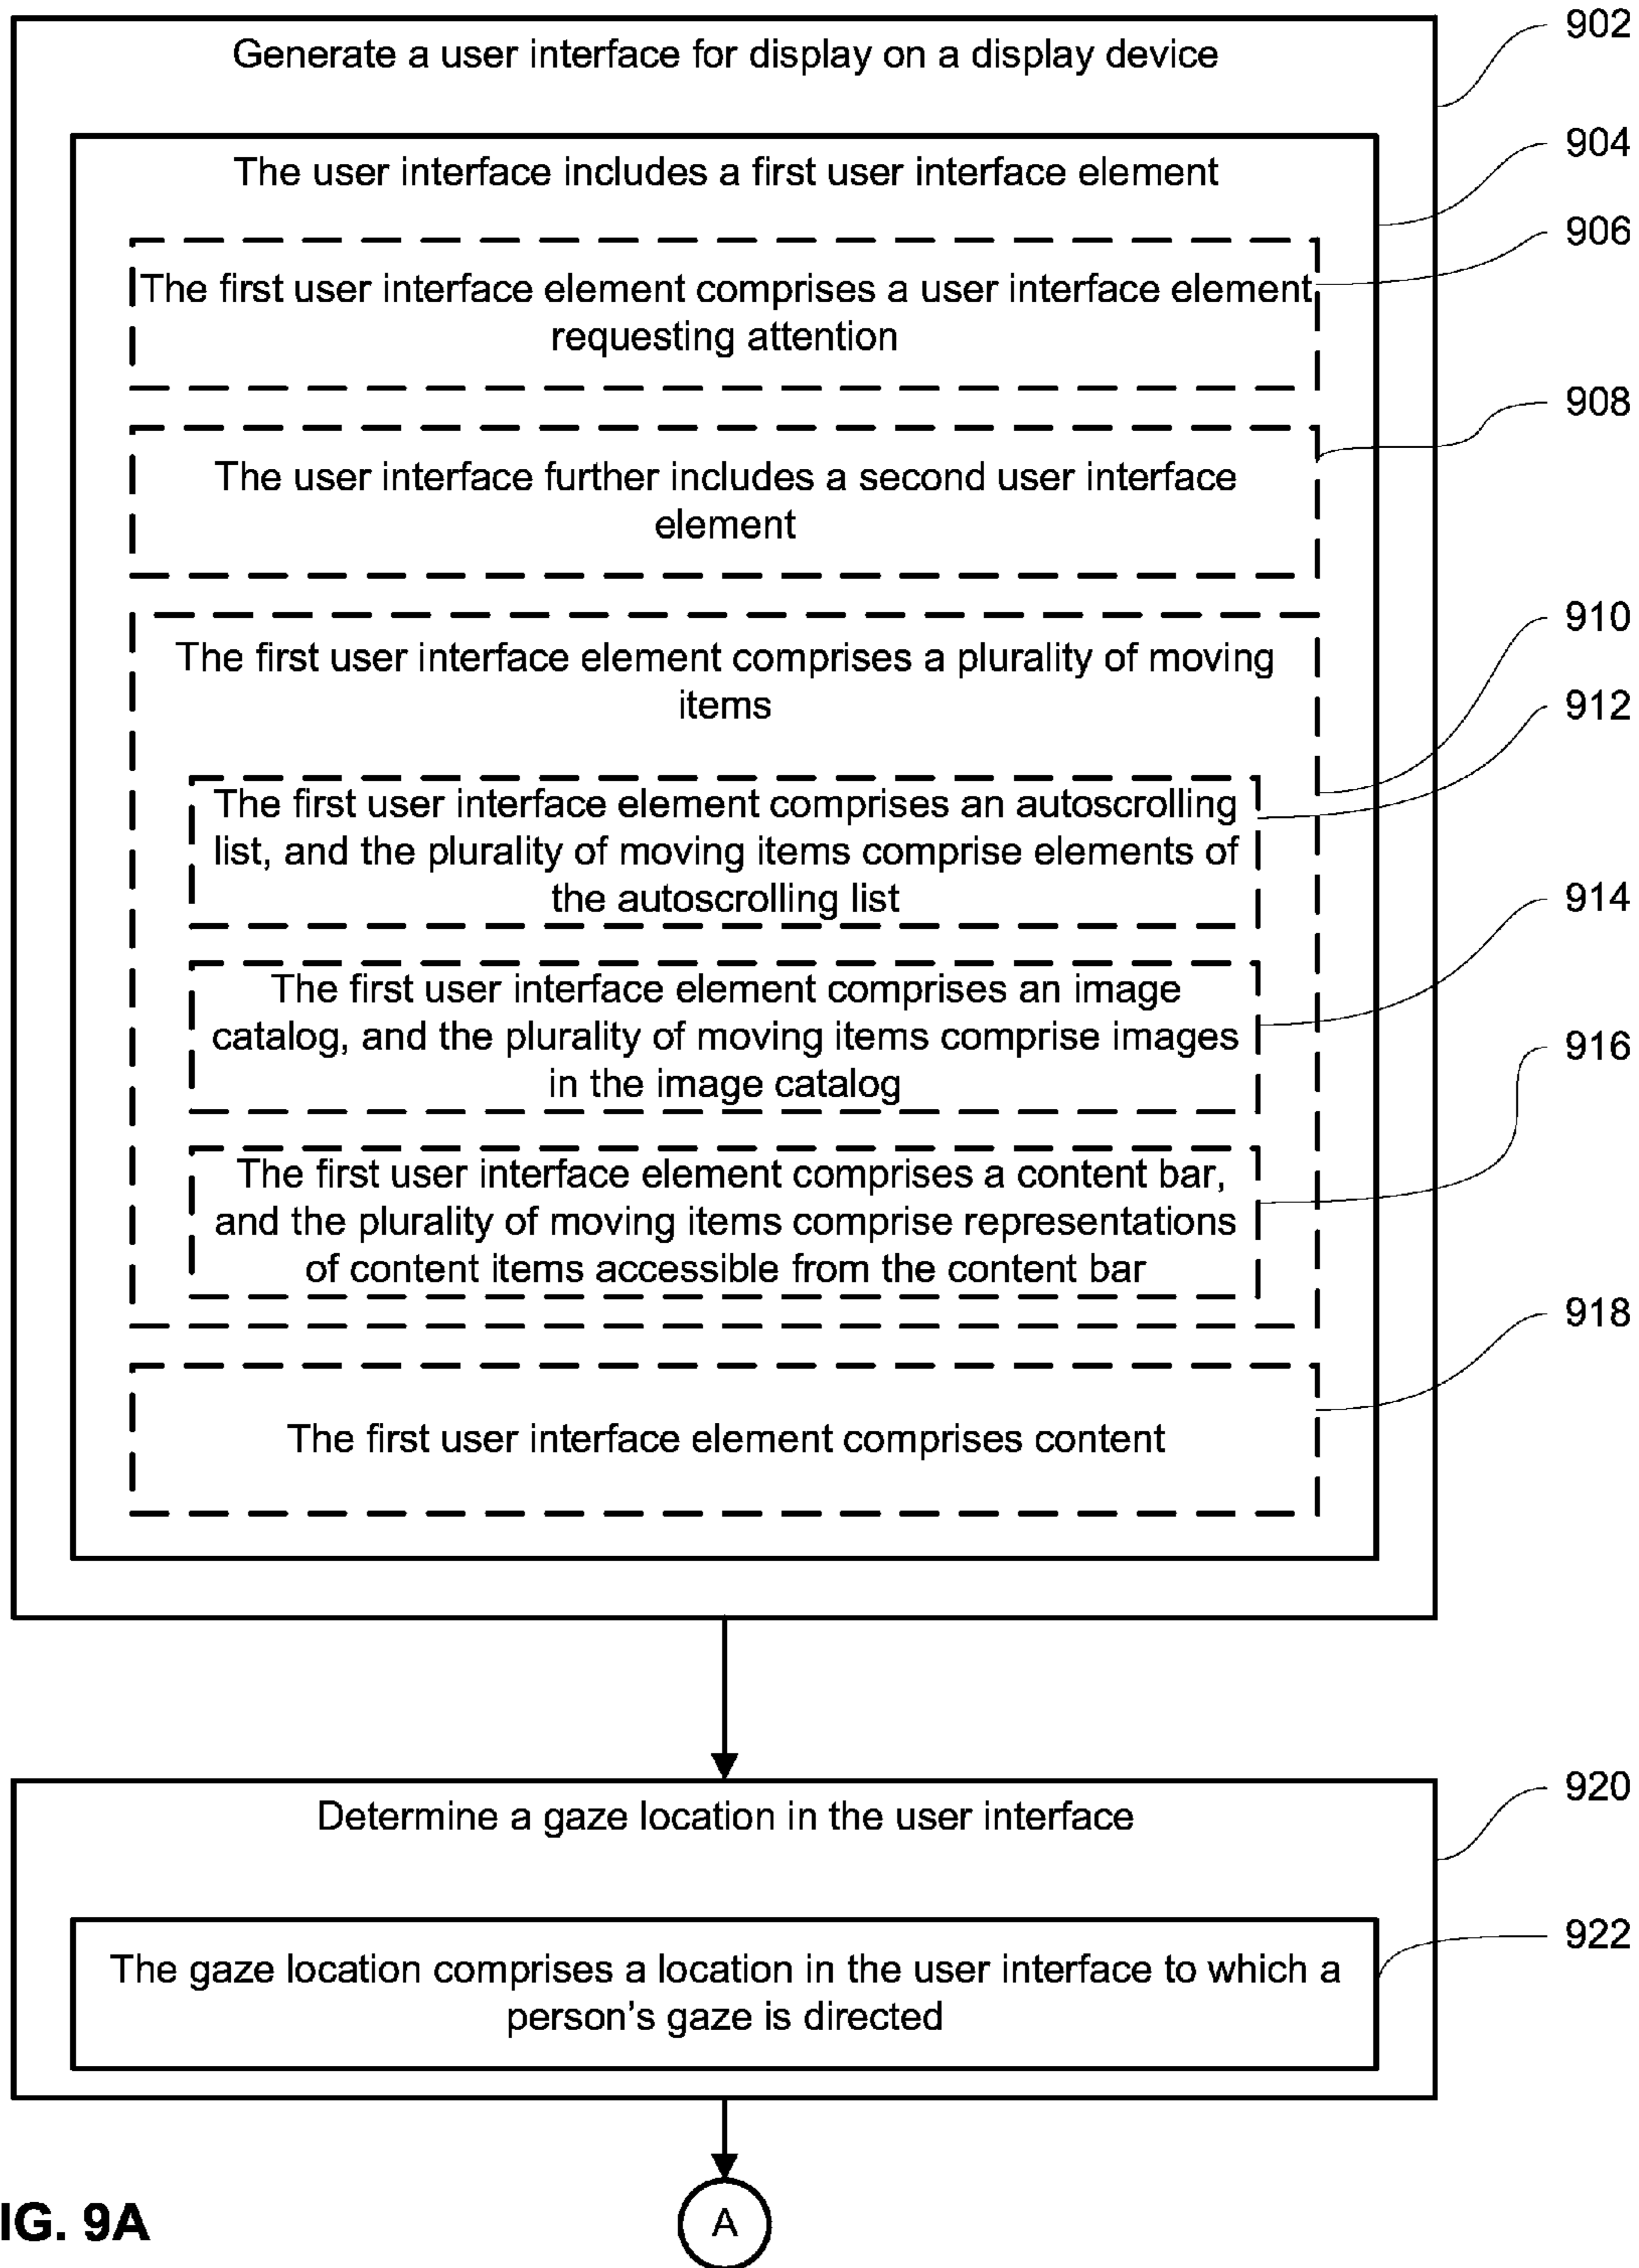 902
Generate a user interface for display on a display device
904
The user interface includes a first user interface element
906
The first user interface element comprises a user interface element
requesting attention
908
The user interface further includes a second user interface
element
910
The first user interface element comprises a plurality of moving
items
912
The first user interface element comprises an autoscrolling
list, and the plurality of moving items comprise elements of
the autoscrolling list
914
The first user interface element comprises an image
catalog, and the plurality of moving items comprise images
in the image catalog
916
The first user interface element comprises a content bar,
and the plurality of moving items comprise representations
of content items accessible from the content bar
918
The first user interface element comprises content
920
Determine a gaze location in the user interface
922
The gaze location comprises a location in the user interface to which a
person’s gaze is directed
IG. 9A
A